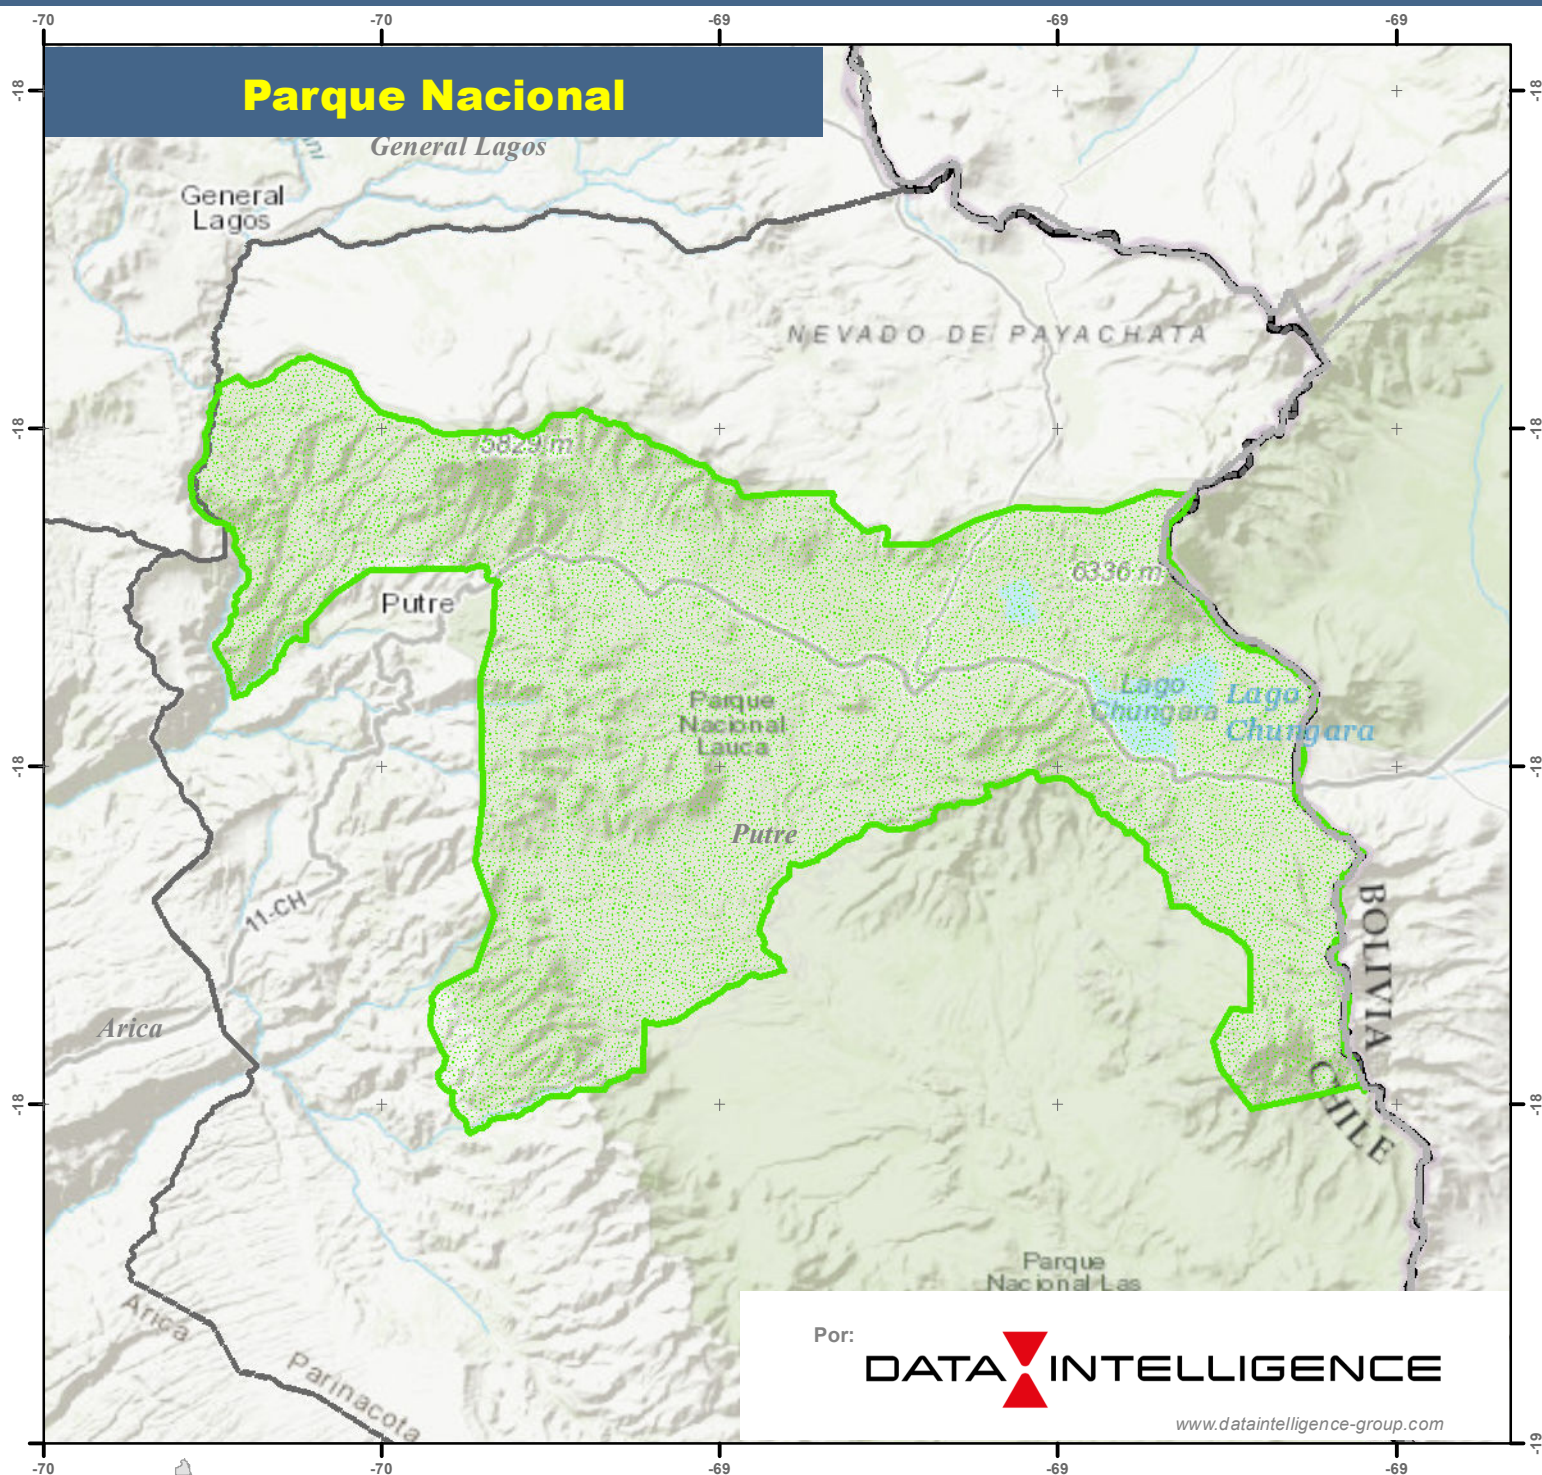 -70
-70
-69
-69
-69
Parque Nacional
General Lagos
General
Lagos
-18
-18
NEVADO DE PAYACHATA
-18
-18
5829 m
6336 m
Putre
Parque
Nacional
Lauca
Lago
Chungara
Lago
Chungara
-18
-18
Putre
11-CH
BOLIVIA
Arica
CHILE
-18
-18
Parque
Nacional Las
Arica
Parinacota
Por:
DATA INTELLIGENCE
www.dataintelligence-group.com
-19
-70
-70
-69
-69
-69